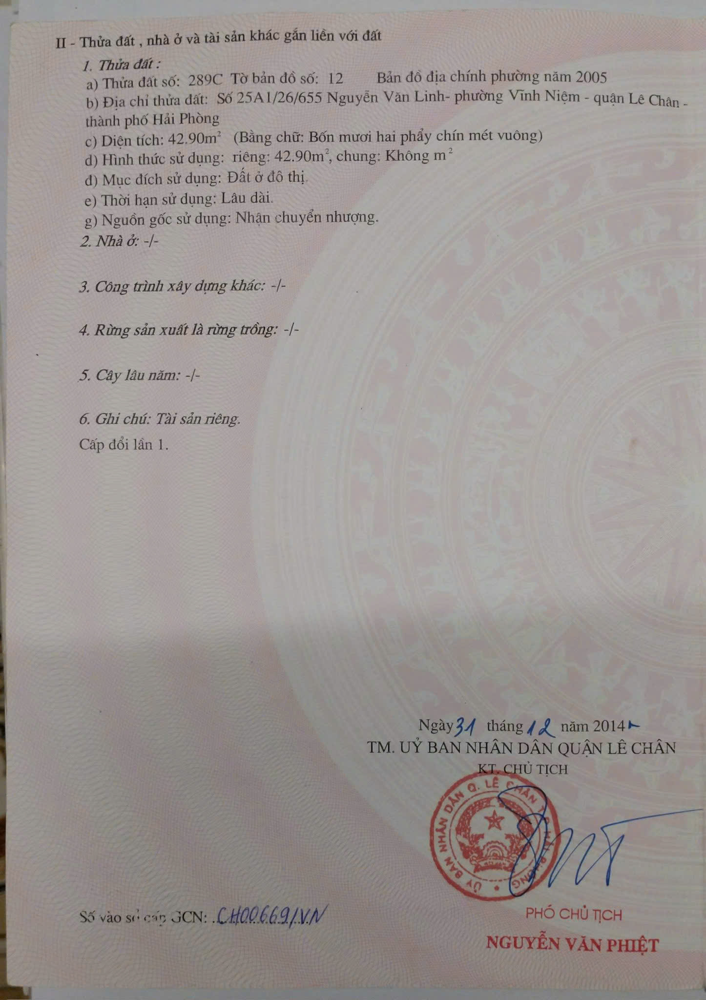 II - Thửa đất , nhà ở và tài sản khác gắn liền với đất
1. Thửa đất :
a) Thửa đất số: 289C Tờ bản đồ số: 12 Bản đồ địa chính phường năm 2005
b) Địa chỉ thửa đất: Số 25A1/26/655 Nguyễn Văn Linh- phường Vĩnh Niệm - quận Lê Chân -
thành phố Hải Phòng
c) Diện tích: 42.90m² (Bằng chữ: Bốn mươi hai phẩy chín mét vuông)
d) Hình thức sử dụng: riêng: 42.90m², chung: Không m²
đ) Mục đích sử dụng: Đất ở đô thị.
e) Thời hạn sử dụng: Lâu dài.
g) Nguồn gốc sử dụng: Nhận chuyển nhượng.
2. Nhà ở: -/-
3. Công trình xây dựng khác: -/-
4. Rừng sản xuất là rừng trồng: -/-
5. Cây lâu năm: -/-
6. Ghi chú: Tài sản riêng.
Cấp đổi lần 1.
Ngày 31 tháng 12 năm 2014
TM. UỶ BAN NHÂN DÂN QUẬN LÊ CHÂN
KT. CHỦ TỊCH
ỦY BAN NHÂN DÂN Q. LÊ CHÂN T.P HẢI PHÒNG
Số vào sổ cấp GCN: CH00669/VN
PHÓ CHỦ TỊCH
NGUYỄN VĂN PHIỆT